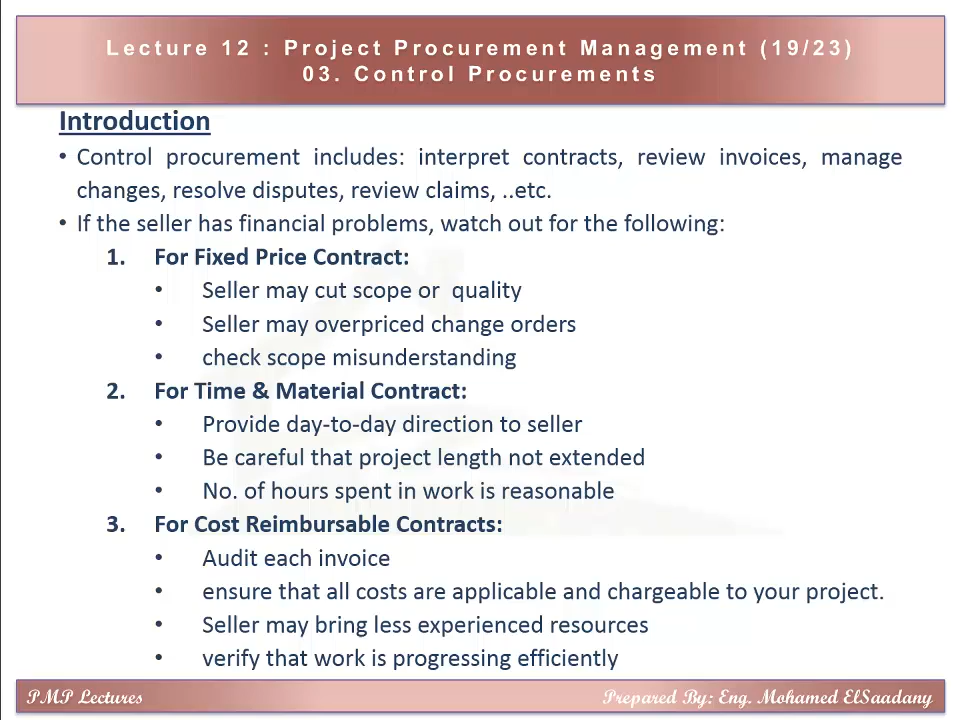 Lecture 12 : Project Procurement Management (19/23)
03. Control Procurements
Introduction
• Control procurement includes: interpret contracts, review invoices, manage
changes, resolve disputes, review claims, ..etc.
• If the seller has financial problems, watch out for the following:
1. For Fixed Price Contract:
• Seller may cut scope or quality
• Seller may overpriced change orders
• check scope misunderstanding
2. For Time & Material Contract:
• Provide day-to-day direction to seller
• Be careful that project length not extended
• No. of hours spent in work is reasonable
3. For Cost Reimbursable Contracts:
• Audit each invoice
• ensure that all costs are applicable and chargeable to your project.
• Seller may bring less experienced resources
• verify that work is progressing efficiently
PMP Lectures
Prepared By: Eng. Mohamed ElSaadany